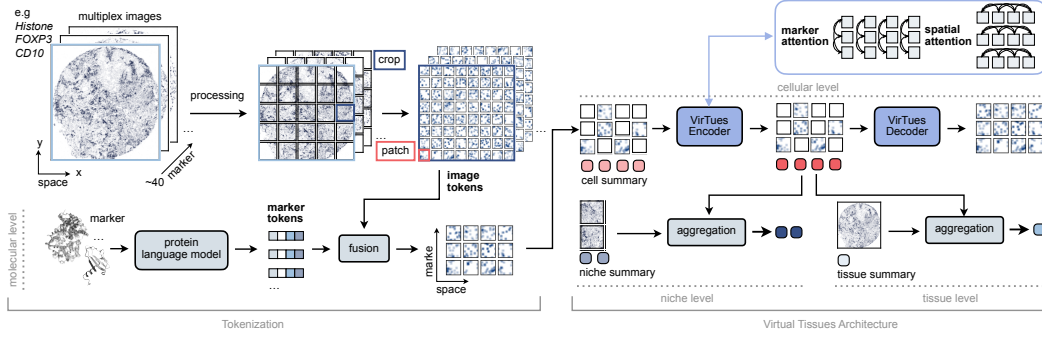 e.g
multiplex images
Histone
FOXP3
CD10
processing
crop
patch
...
...
...
image
tokens
y
x
space
marker
~40
molecular level
marker
...
protein
language model
marker
tokens
...
fusion
marker
space
Tokenization
marker
attention
spatial
attention
cellular level
VirTues
Encoder
VirTues
Decoder
cell summary
aggregation
niche summary
aggregation
tissue summary
niche level
tissue level
Virtual Tissues Architecture